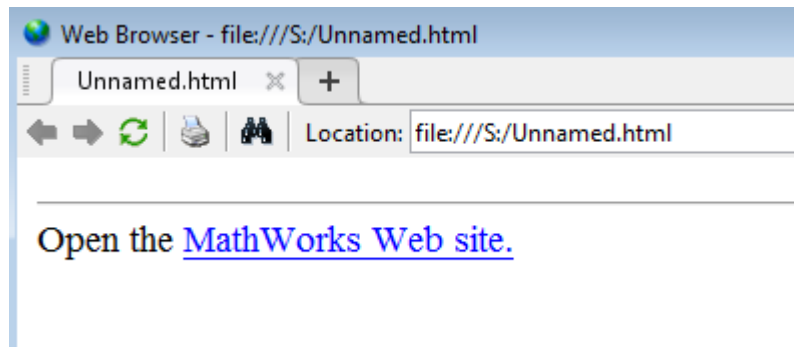 Web Browser - file:///S:/Unnamed.html
Unnamed.html
Location: file:///S:/Unnamed.html
Open the MathWorks Web site.